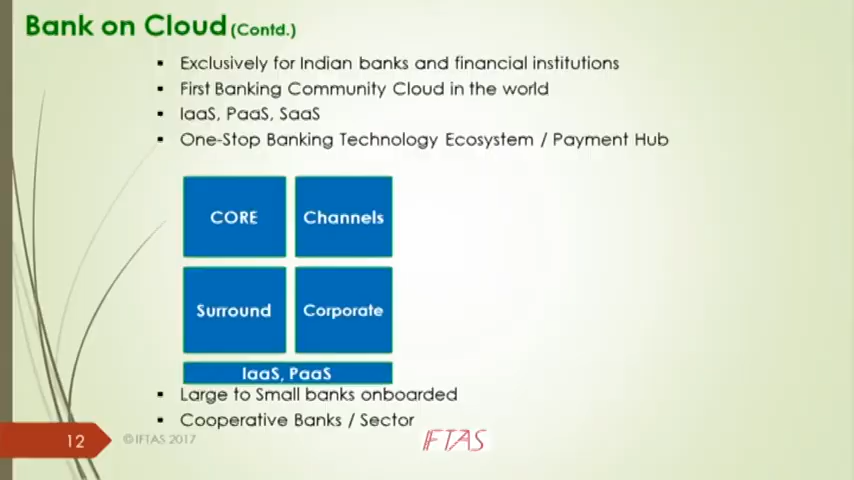 Bank on Cloud (Contd.)
▪ Exclusively for Indian banks and financial institutions
▪ First Banking Community Cloud in the world
▪ IaaS, PaaS, SaaS
▪ One-Stop Banking Technology Ecosystem / Payment Hub
CORE Channels
Surround Corporate
IaaS, PaaS
▪ Large to Small banks onboarded
▪ Cooperative Banks / Sector
12 © IFTAS 2017 IFTAS